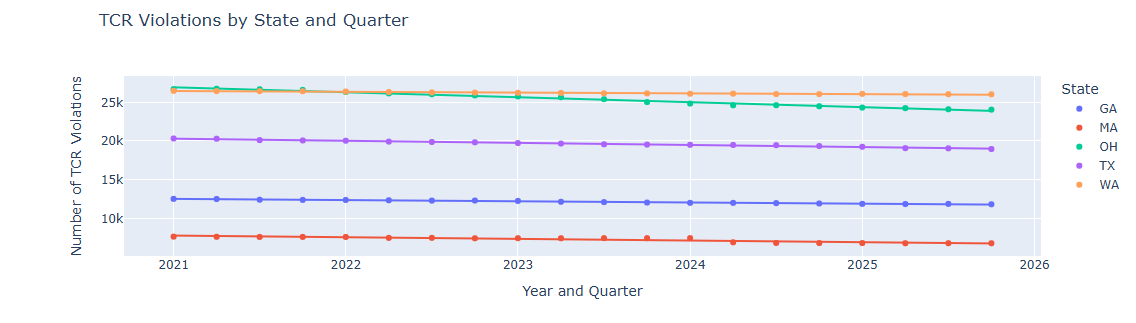 TCR Violations by State and Quarter
Number of TCR Violations
25k
20k
15k
10k
2021
2022
2023
2024
2025
2026
Year and Quarter
State
GA
MA
OH
TX
WA